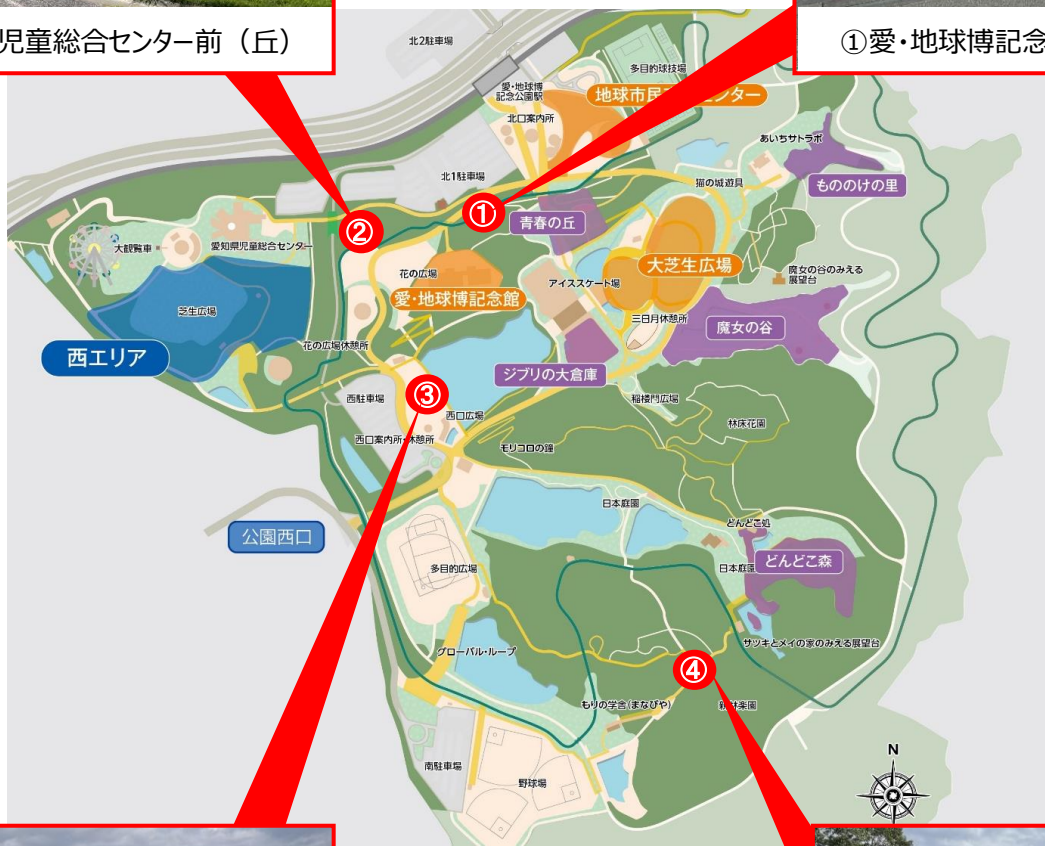 児童総合センター前（丘）
①愛・地球博記念
北2駐車場
多目的球技場
愛・地球博
記念公園駅
地球市民
ンター
北口案内所
あいちサトラボ
北1駐車場
猫の城遊具
もののけの里
①
②
青春の丘
大観覧車
愛知県児童総合センター
大芝生広場
花の広場
アイススケート場
魔女の谷のみえる
展望台
愛・地球博記念館
芝生広場
三日月休憩所
魔女の谷
西エリア
花の広場休憩所
ジブリの大倉庫
③
西駐車場
西口広場
稲楼門広場
林床花園
西口案内所・休憩所
モリコロの鐘
日本庭園
どんどこ処
公園西口
多目的広場
日本庭園
どんどこ森
サツキとメイの家のみえる展望台
グローバル・ループ
④
もりの学舎(まなびや)
南駐車場
野球場
N